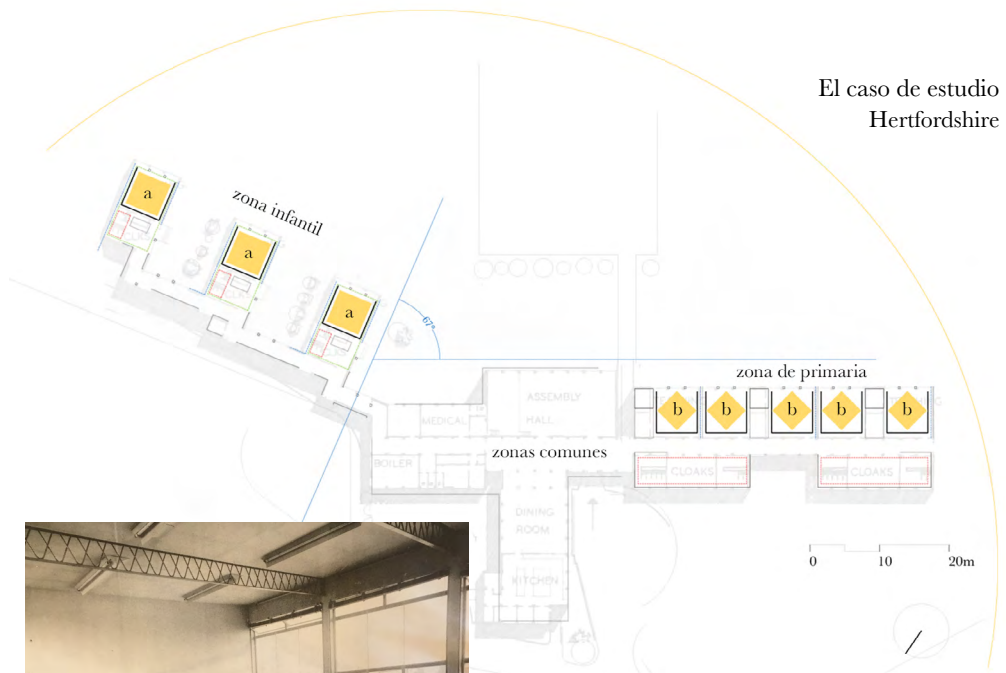 El caso de estudio
Hertfordshire
a
zona infantil
a
a
67º
zona de primaria
ASSEMBLY
HALL
MEDICAL
b
b
b
b
b
zonas comunes
BOILER
CLOAKS
CLOAKS
DINING
ROOM
KITCHEN
0
10
20m